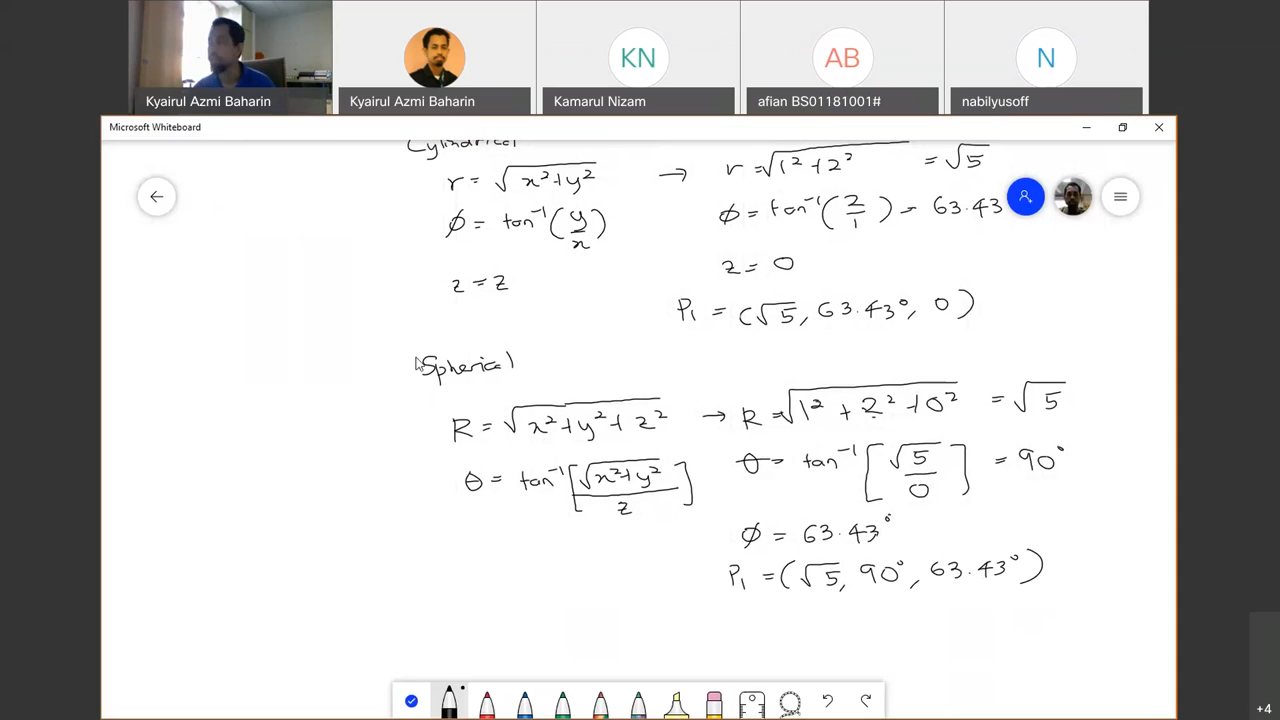 KN
AB
N
Kyairul Azmi Baharin
Kyairul Azmi Baharin
Kamarul Nizam
afian BS01181001#
nabilyusoff
Microsoft Whiteboard
Cylindrical
r = √x²+y² → r = √1²+2² = √5
φ = tan⁻¹(y/x) φ = tan⁻¹(2/1) = 63.43
z = z z = 0
P₁ = (√5, 63.43°, 0)
Spherical
R = √x²+y²+z² → R = √1² + 2² + 0² = √5
θ = tan⁻¹[√x²+y²/z] θ = tan⁻¹[√5/0] = 90°
φ = 63.43°
P₁ = (√5, 90°, 63.43°)
+4